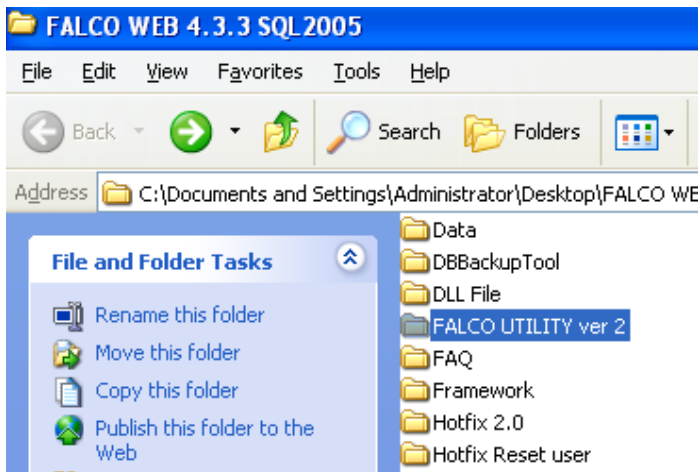 FALCO WEB 4.3.3 SQL2005
File Edit View Favorites Tools Help
Back Search Folders
Address C:\Documents and Settings\Administrator\Desktop\FALCO WE
File and Folder Tasks
Rename this folder
Move this folder
Copy this folder
Publish this folder to the
Web
Data
DBBackupTool
DLL File
FALCO UTILITY ver 2
FAQ
Framework
Hotfix 2.0
Hotfix Reset user